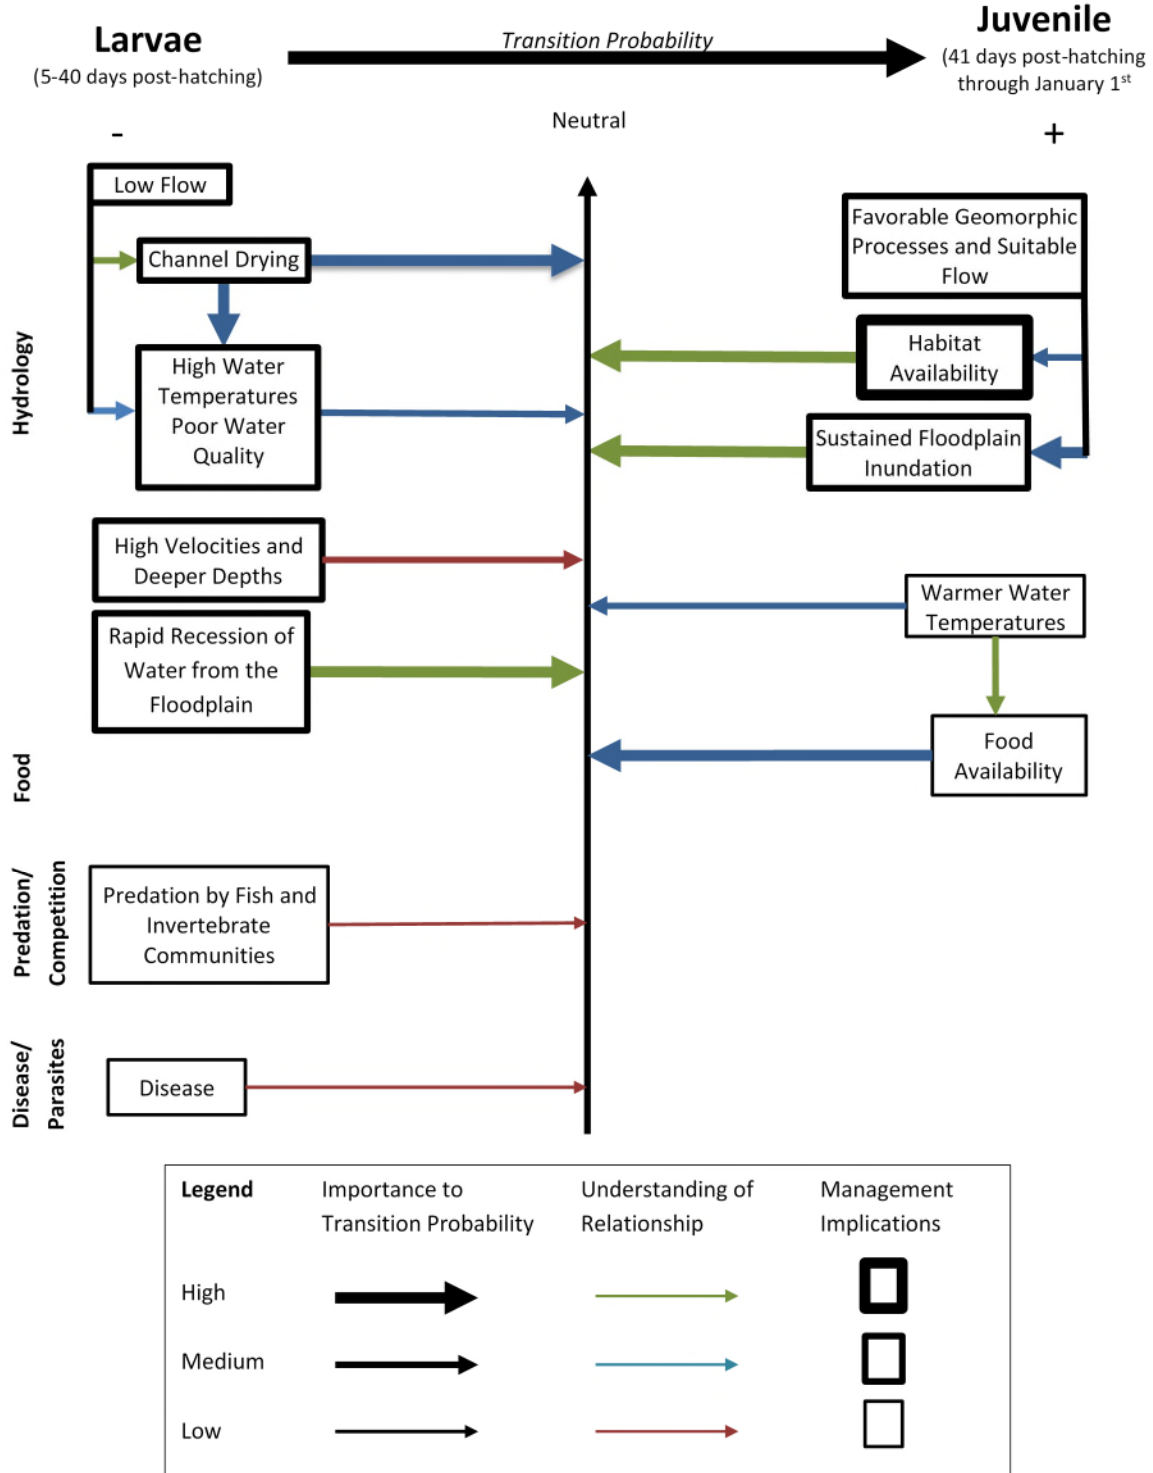 Larvae
(5-40 days post-hatching)
Transition Probability
Juvenile
(41 days post-hatching
through January 1st
-
Neutral
+
Hydrology
Low Flow
Channel Drying
High Water
Temperatures
Poor Water
Quality
High Velocities and
Deeper Depths
Rapid Recession of
Water from the
Floodplain
Favorable Geomorphic
Processes and Suitable
Flow
Habitat
Availability
Sustained Floodplain
Inundation
Warmer Water
Temperatures
Food
Food
Availability
Predation/
Competition
Predation by Fish and
Invertebrate
Communities
Disease/
Parasites
Disease
Legend
Importance to
Transition Probability
Understanding of
Relationship
Management
Implications
High
Medium
Low